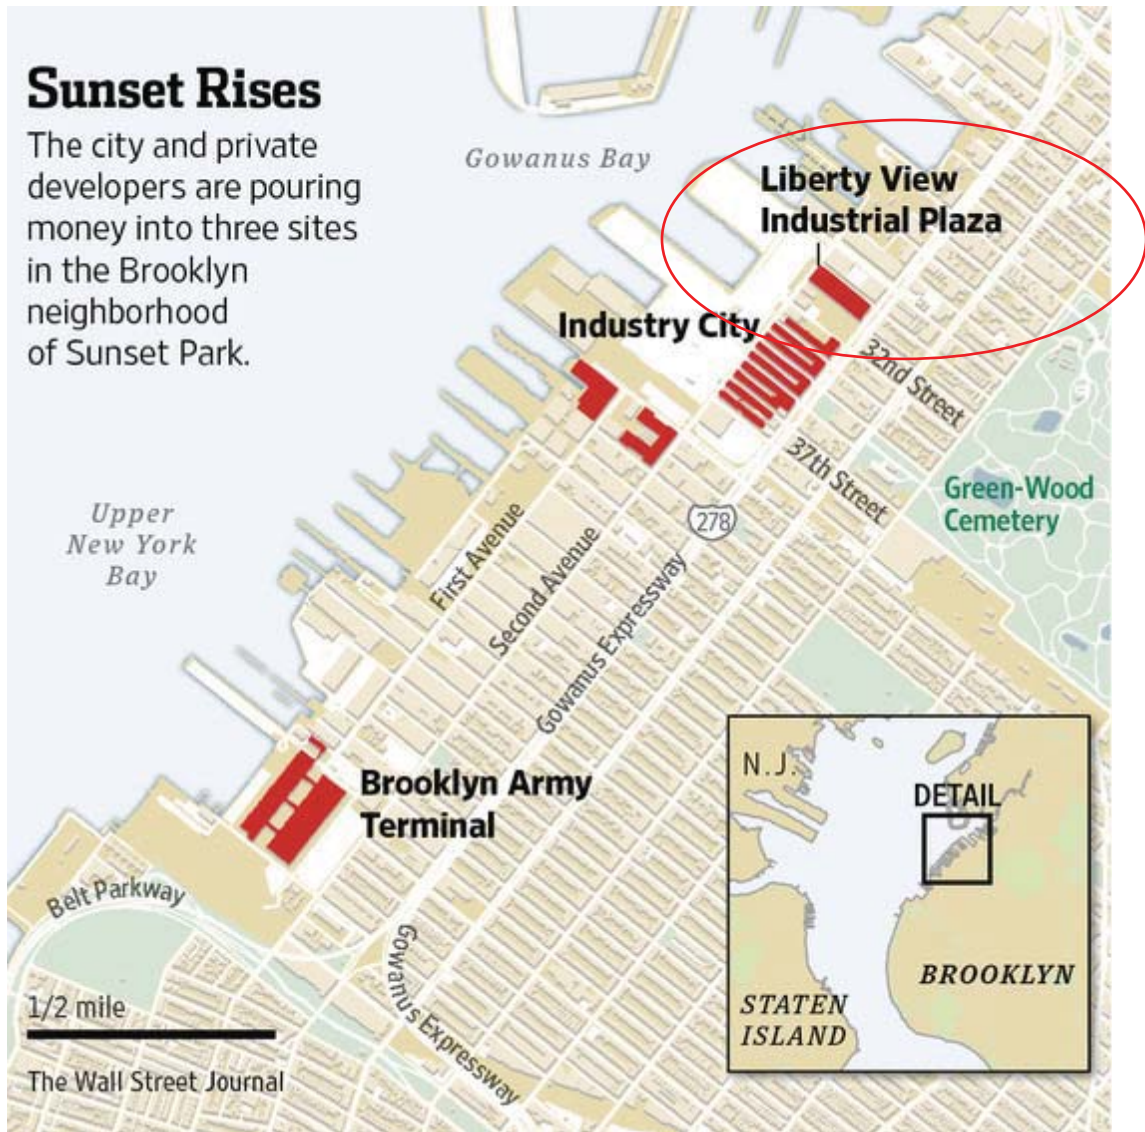 Sunset Rises
The city and private
developers are pouring
money into three sites
in the Brooklyn
neighborhood
of Sunset Park.
Gowanus Bay
Liberty View
Industrial Plaza
Industry City
32nd Street
37th Street
Green-Wood
Cemetery
278
Upper
New York
Bay
First Avenue
Second Avenue
Gowanus Expressway
Brooklyn Army
Terminal
Belt Parkway
Gowanus Expressway
N.J.
DETAIL
BROOKLYN
STATEN
ISLAND
1/2 mile
The Wall Street Journal